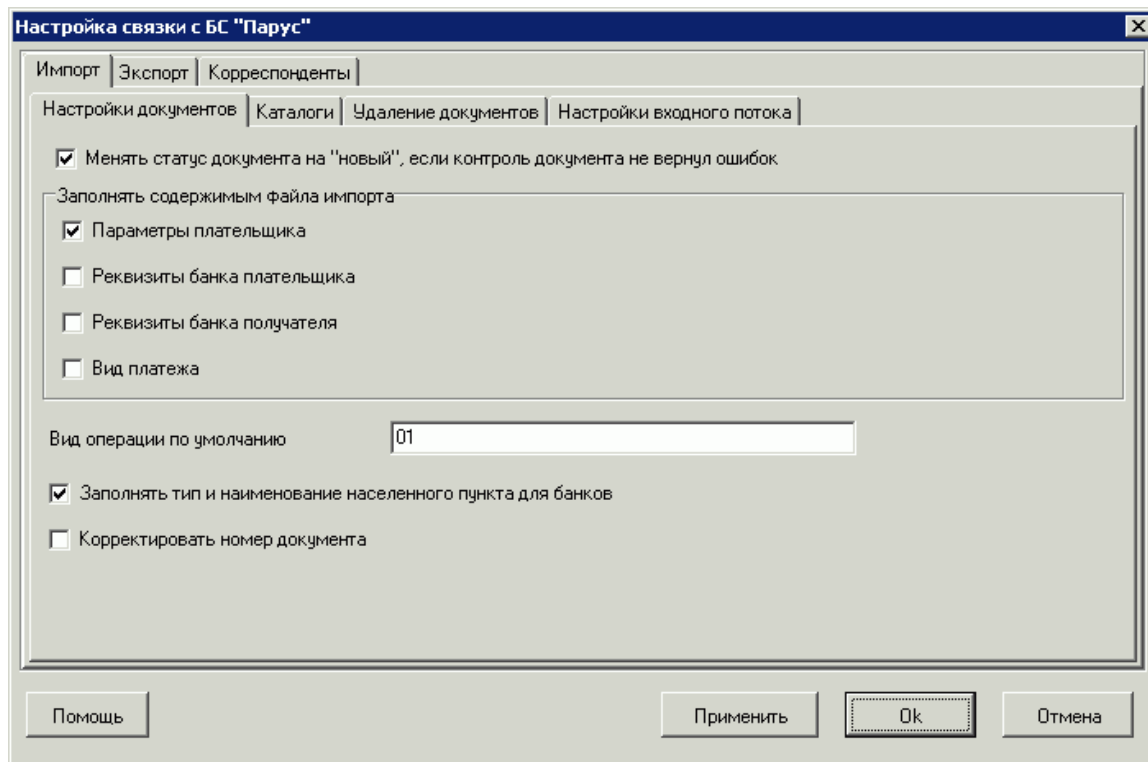 Настройка связки с БС "Парус"
Импорт Экспорт Корреспонденты
Настройки документов Каталоги Удаление документов Настройки входного потока
Менять статус документа на "новый", если контроль документа не вернул ошибок
Заполнять содержимым файла импорта
Параметры плательщика
Реквизиты банка плательщика
Реквизиты банка получателя
Вид платежа
Вид операции по умолчанию 01
Заполнять тип и наименование населенного пункта для банков
Корректировать номер документа
Помощь Применить Ok Отмена